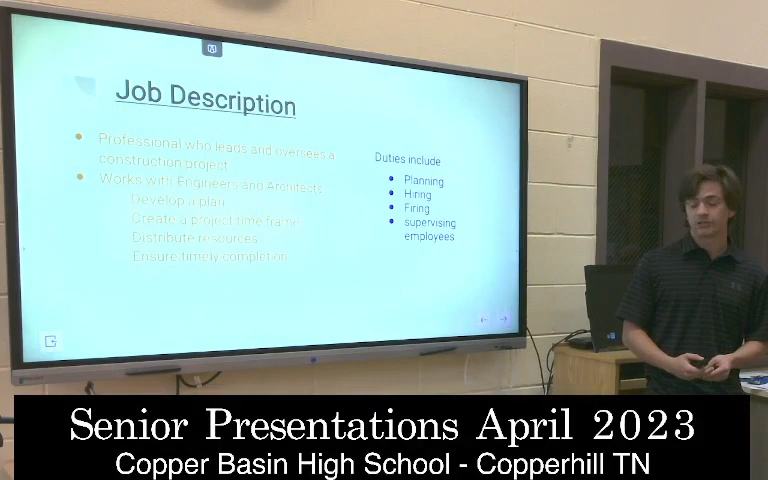 Job Description
Professional who leads and oversees a
construction project
Works with Engineers and Architects
Develop a plan
Create a project time frame
Distribute resources
Ensure timely completion
Duties include
Planning
Hiring
Firing
supervising
employees
Senior Presentations April 2023
Copper Basin High School - Copperhill TN